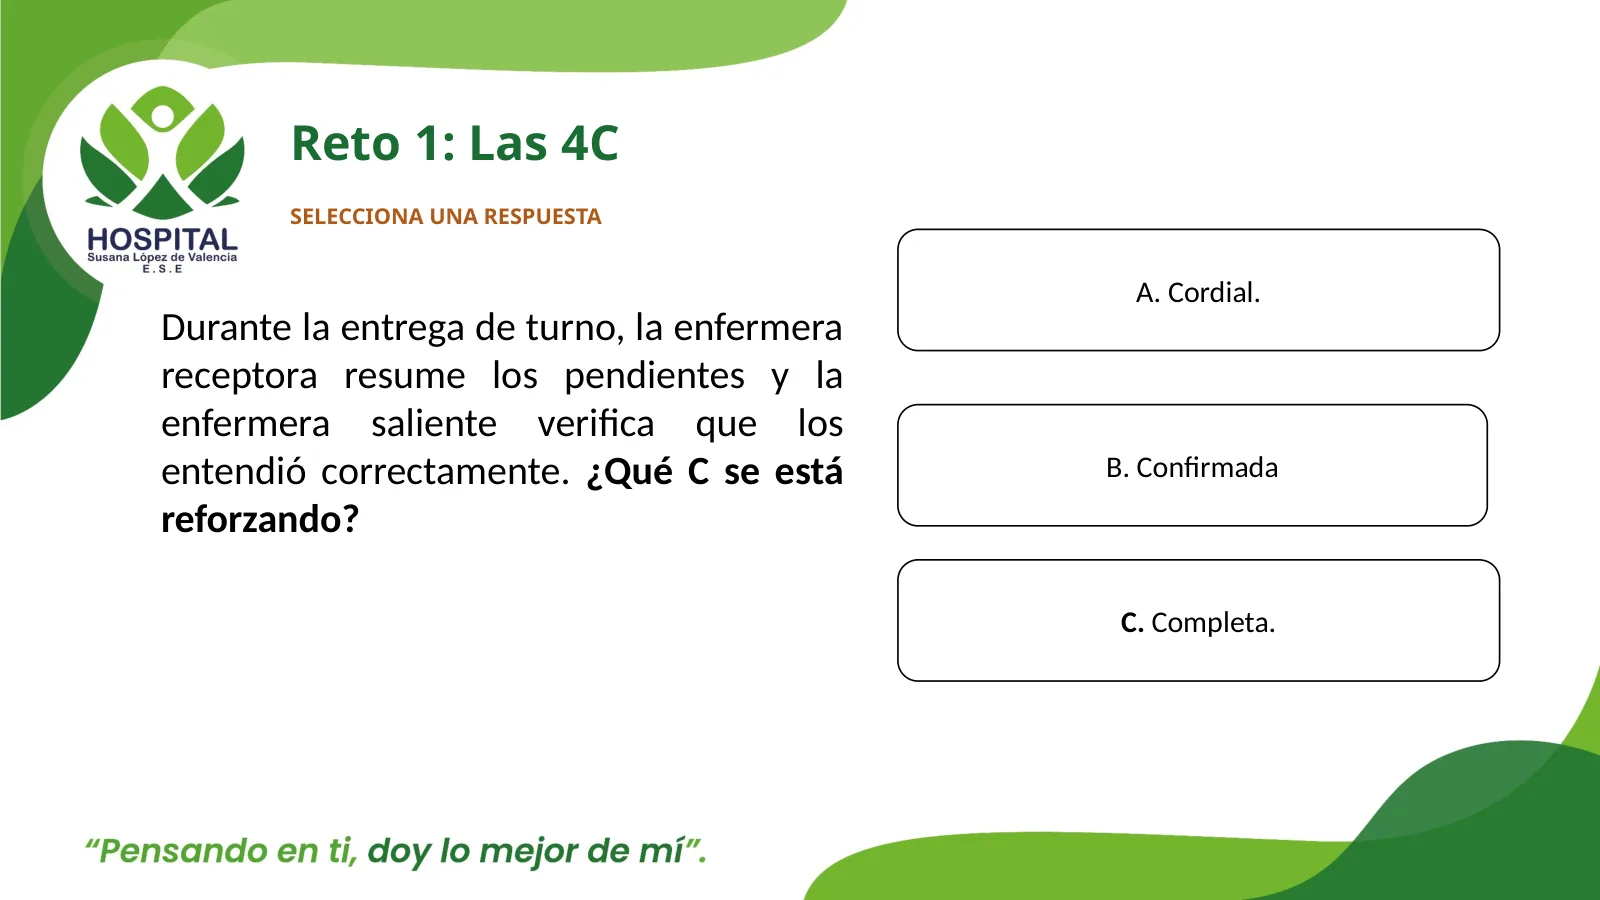 Reto 1: Las 4C
SELECCIONA UNA RESPUESTA
HOSPITAL
Susana López de Valencia
E.S.E
Durante la entrega de turno, la enfermera
receptora resume los pendientes y la
enfermera saliente verifica que los
entendió correctamente. ¿Qué C se está
reforzando?
A. Cordial.
B. Confirmada
C. Completa.
“Pensando en ti, doy lo mejor de mí”.